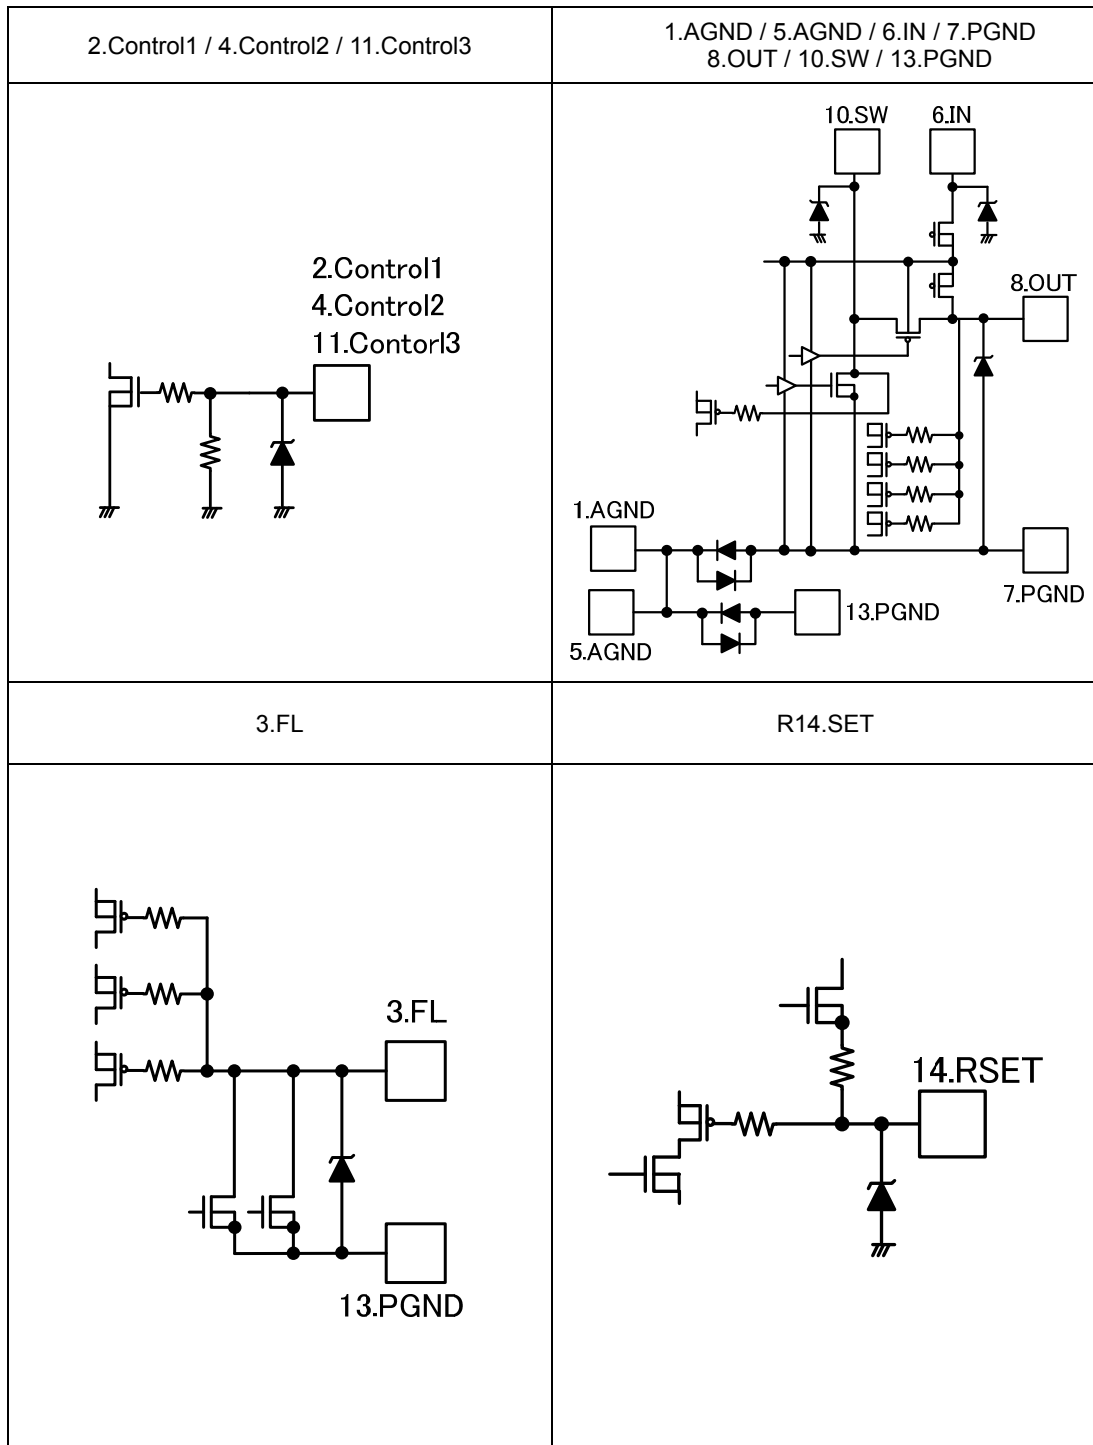 2.Control1 / 4.Control2 / 11.Control3
1.AGND / 5.AGND / 6.IN / 7.PGND
8.OUT / 10.SW / 13.PGND
2.Control1
4.Control2
11.Contorl3
10.SW
6.IN
8.OUT
1.AGND
7.PGND
13.PGND
5.AGND
3.FL
R14.SET
3.FL
13.PGND
14.RSET